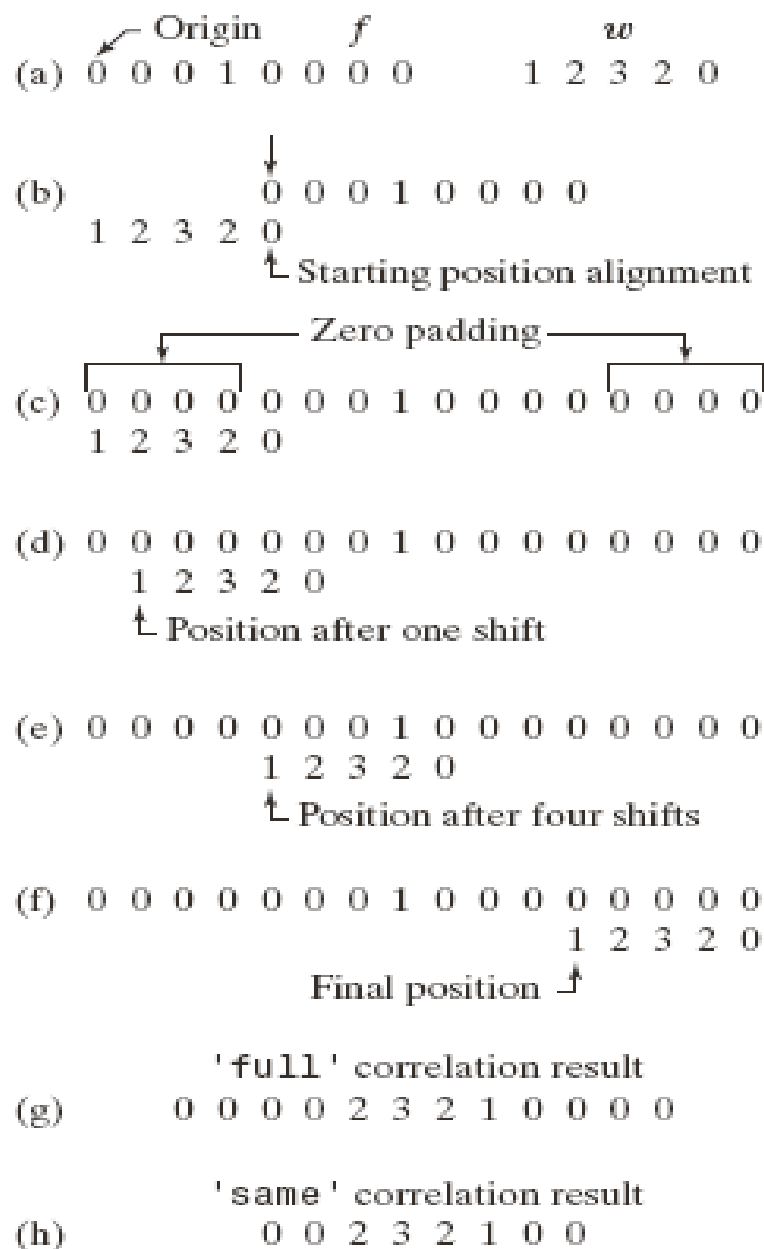 Origin f w
(a) 0 0 0 1 0 0 0 0 1 2 3 2 0
(b) 0 0 0 1 0 0 0 0
1 2 3 2 0
Starting position alignment
Zero padding
(c) 0 0 0 0 0 0 0 1 0 0 0 0 0 0 0 0
1 2 3 2 0
(d) 0 0 0 0 0 0 0 1 0 0 0 0 0 0 0 0
1 2 3 2 0
Position after one shift
(e) 0 0 0 0 0 0 0 1 0 0 0 0 0 0 0 0
1 2 3 2 0
Position after four shifts
(f) 0 0 0 0 0 0 0 1 0 0 0 0 0 0 0 0
1 2 3 2 0
Final position
'full' correlation result
(g) 0 0 0 0 2 3 2 1 0 0 0 0
'same' correlation result
(h) 0 0 2 3 2 1 0 0